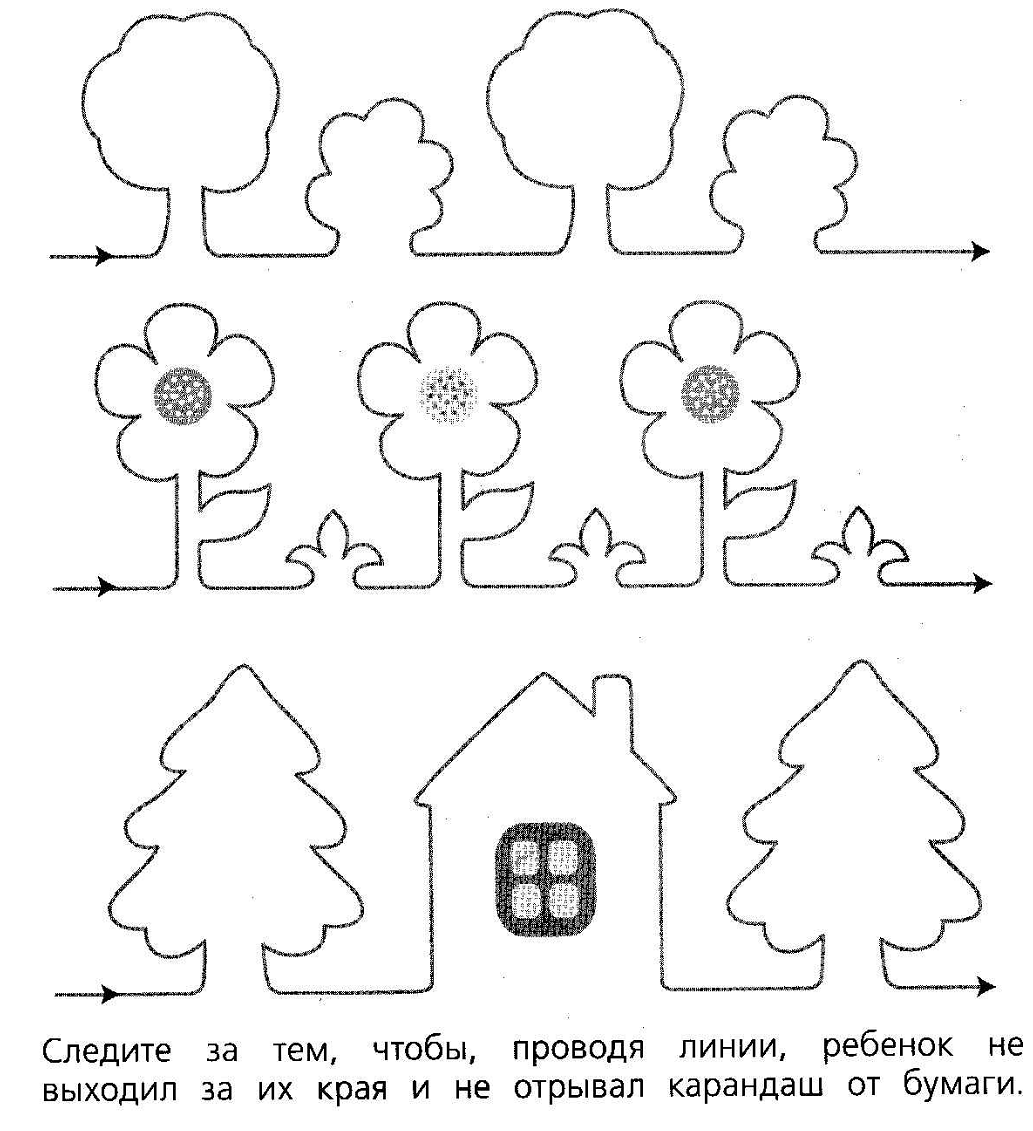 Следите за тем, чтобы, проводя линии, ребенок не
выходил за их края и не отрывал карандаш от бумаги.